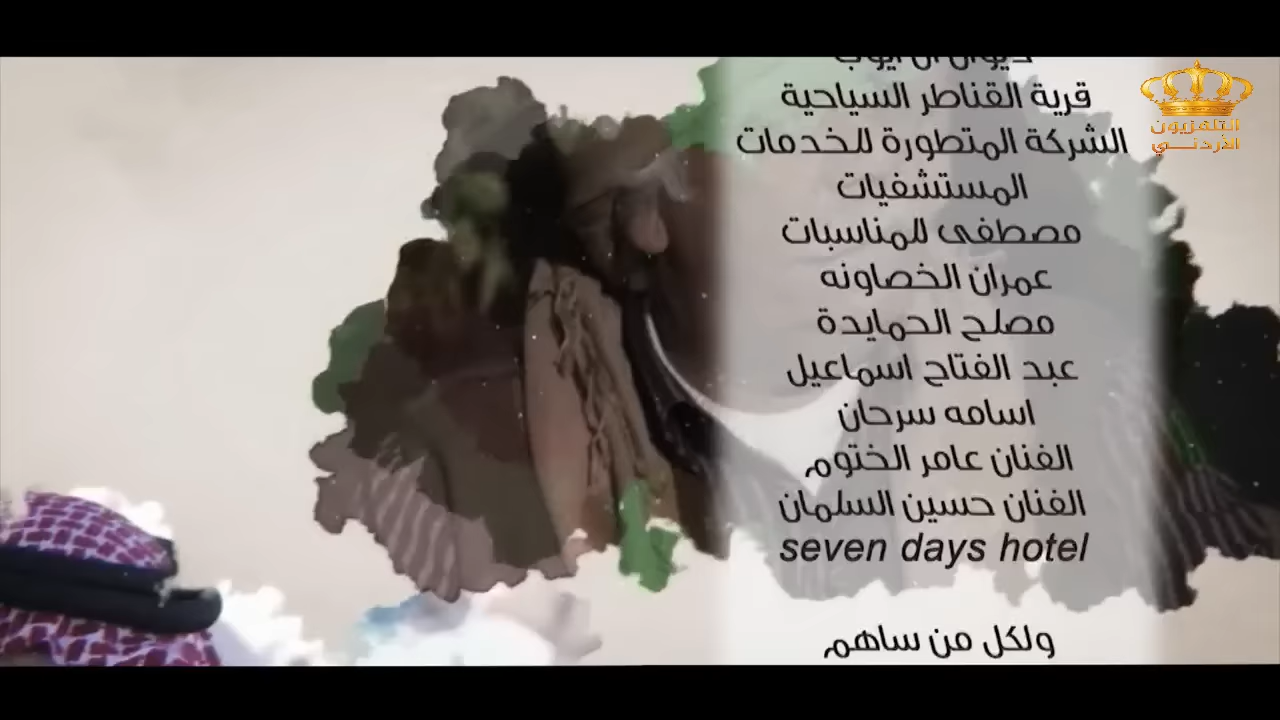 قرية القناطر السياحية
الشركة المتطورة للخدمات
المستشفيات
مصطفى للمناسبات
عمران الخصاونه
مصلح الحمايدة
عبد الفتاح اسماعيل
اسامه سرحان
الفنان عامر الختوم
الفنان حسين السلمان
seven days hotel
ولكل من ساهم
التلفزيون
الأردني